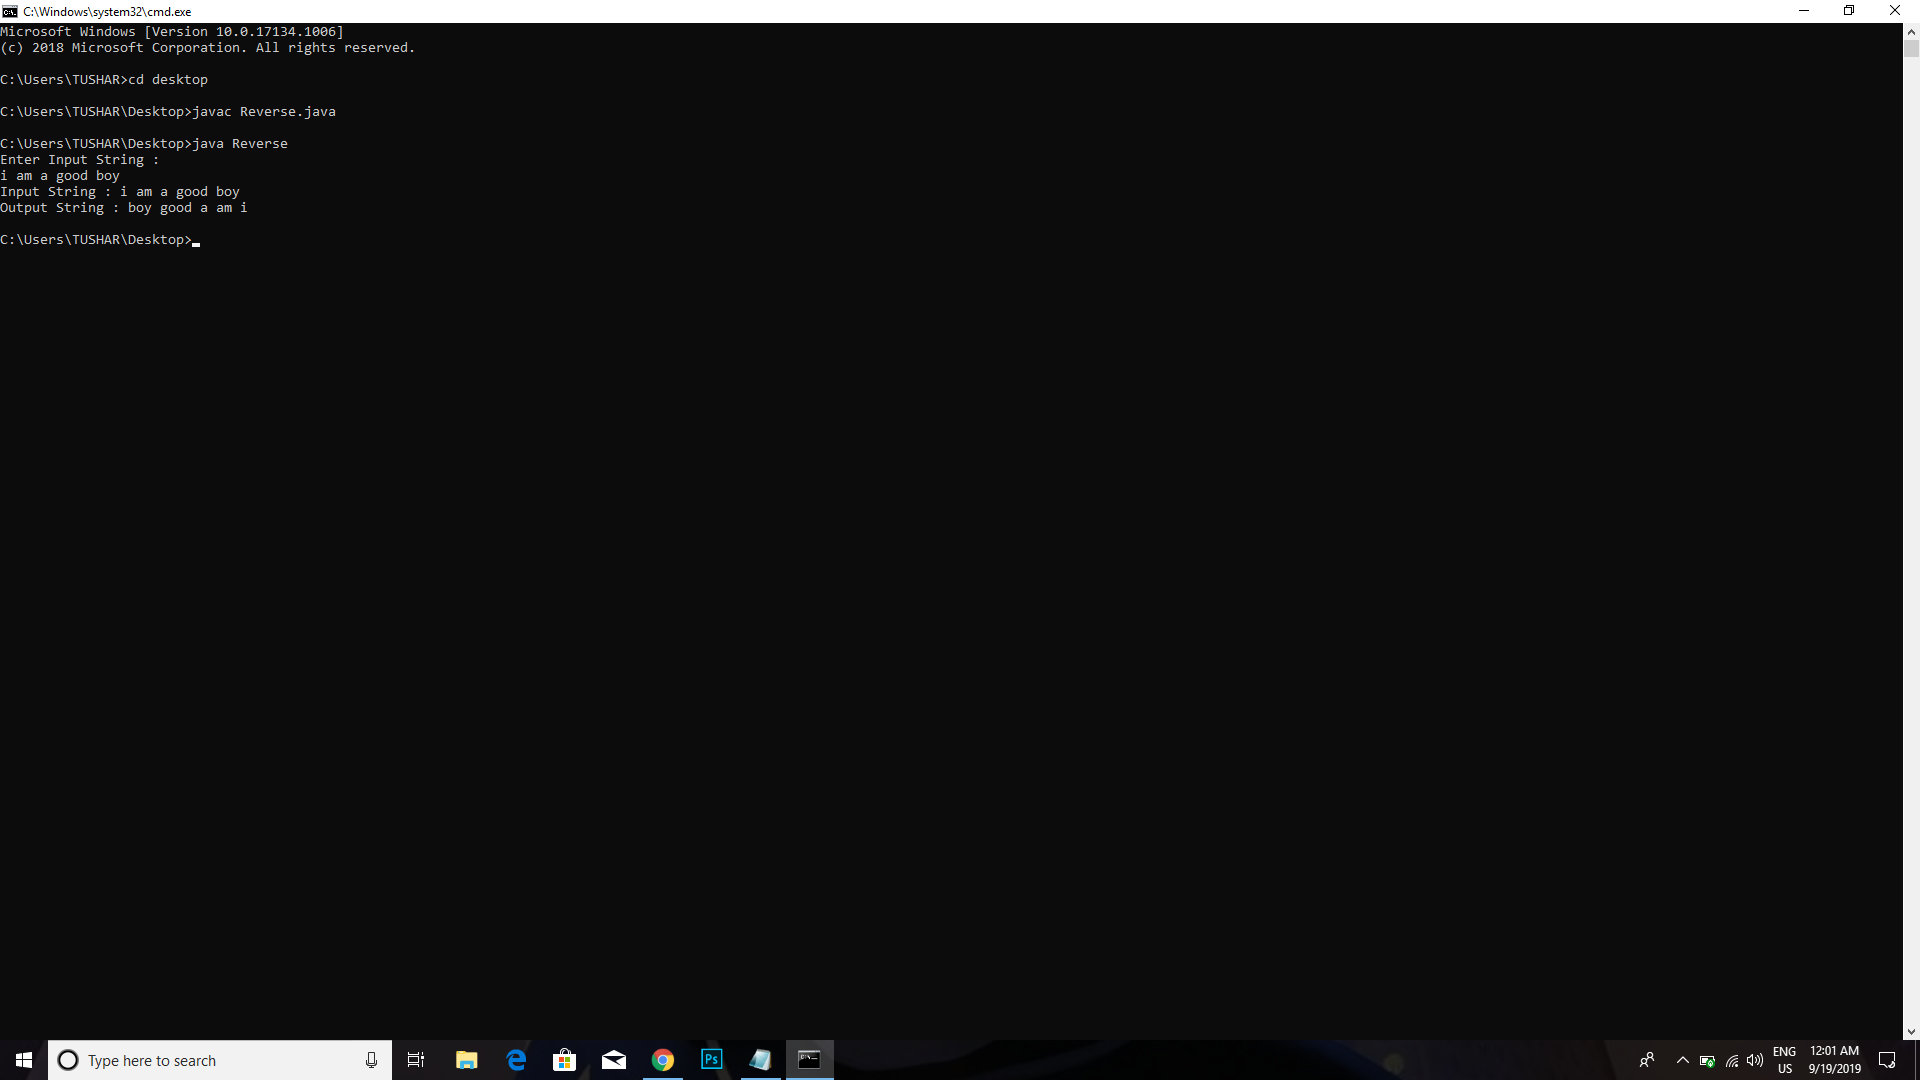 C:\Windows\system32\cmd.exe
Microsoft Windows [Version 10.0.17134.1006]
(c) 2018 Microsoft Corporation. All rights reserved.
C:\Users\TUSHAR>cd desktop
C:\Users\TUSHAR\Desktop>javac Reverse.java
C:\Users\TUSHAR\Desktop>java Reverse
Enter Input String :
i am a good boy
Input String : i am a good boy
Output String : boy good a am i
C:\Users\TUSHAR\Desktop>
Type here to search
Ps
ENG
US
12:01 AM
9/19/2019